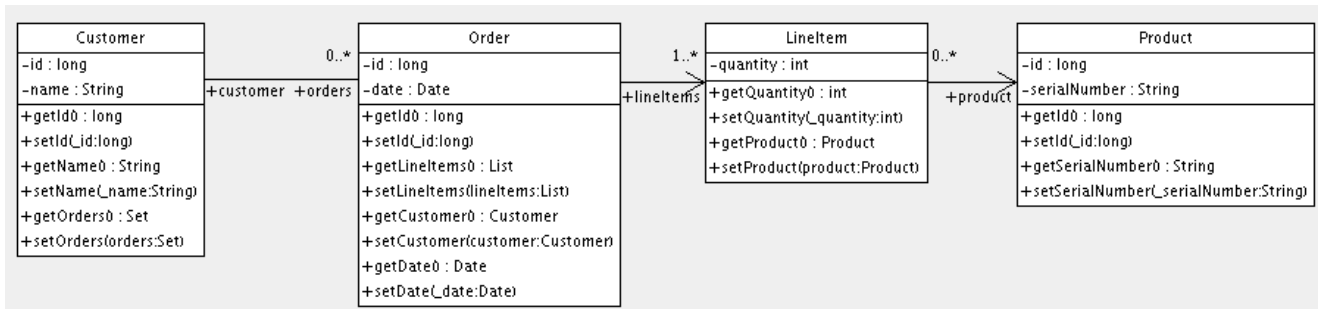 Customer
-id : long
-name : String
+getId() : long
+setId(_id:long)
+getName() : String
+setName(_name:String)
+getOrders() : Set
+setOrders(orders:Set)
0..*
+customer +orders
Order
-id : long
-date : Date
+getId() : long
+setId(_id:long)
+getLineItems() : List
+setLineItems(lineItems:List)
+getCustomer() : Customer
+setCustomer(customer:Customer)
+getDate() : Date
+setDate(_date:Date)
1..*
+lineItems
LineItem
-quantity : int
+getQuantity() : int
+setQuantity(_quantity:int)
+getProduct() : Product
+setProduct(product:Product)
0..*
+product
Product
-id : long
-serialNumber : String
+getId() : long
+setId(_id:long)
+getSerialNumber() : String
+setSerialNumber(_serialNumber:String)